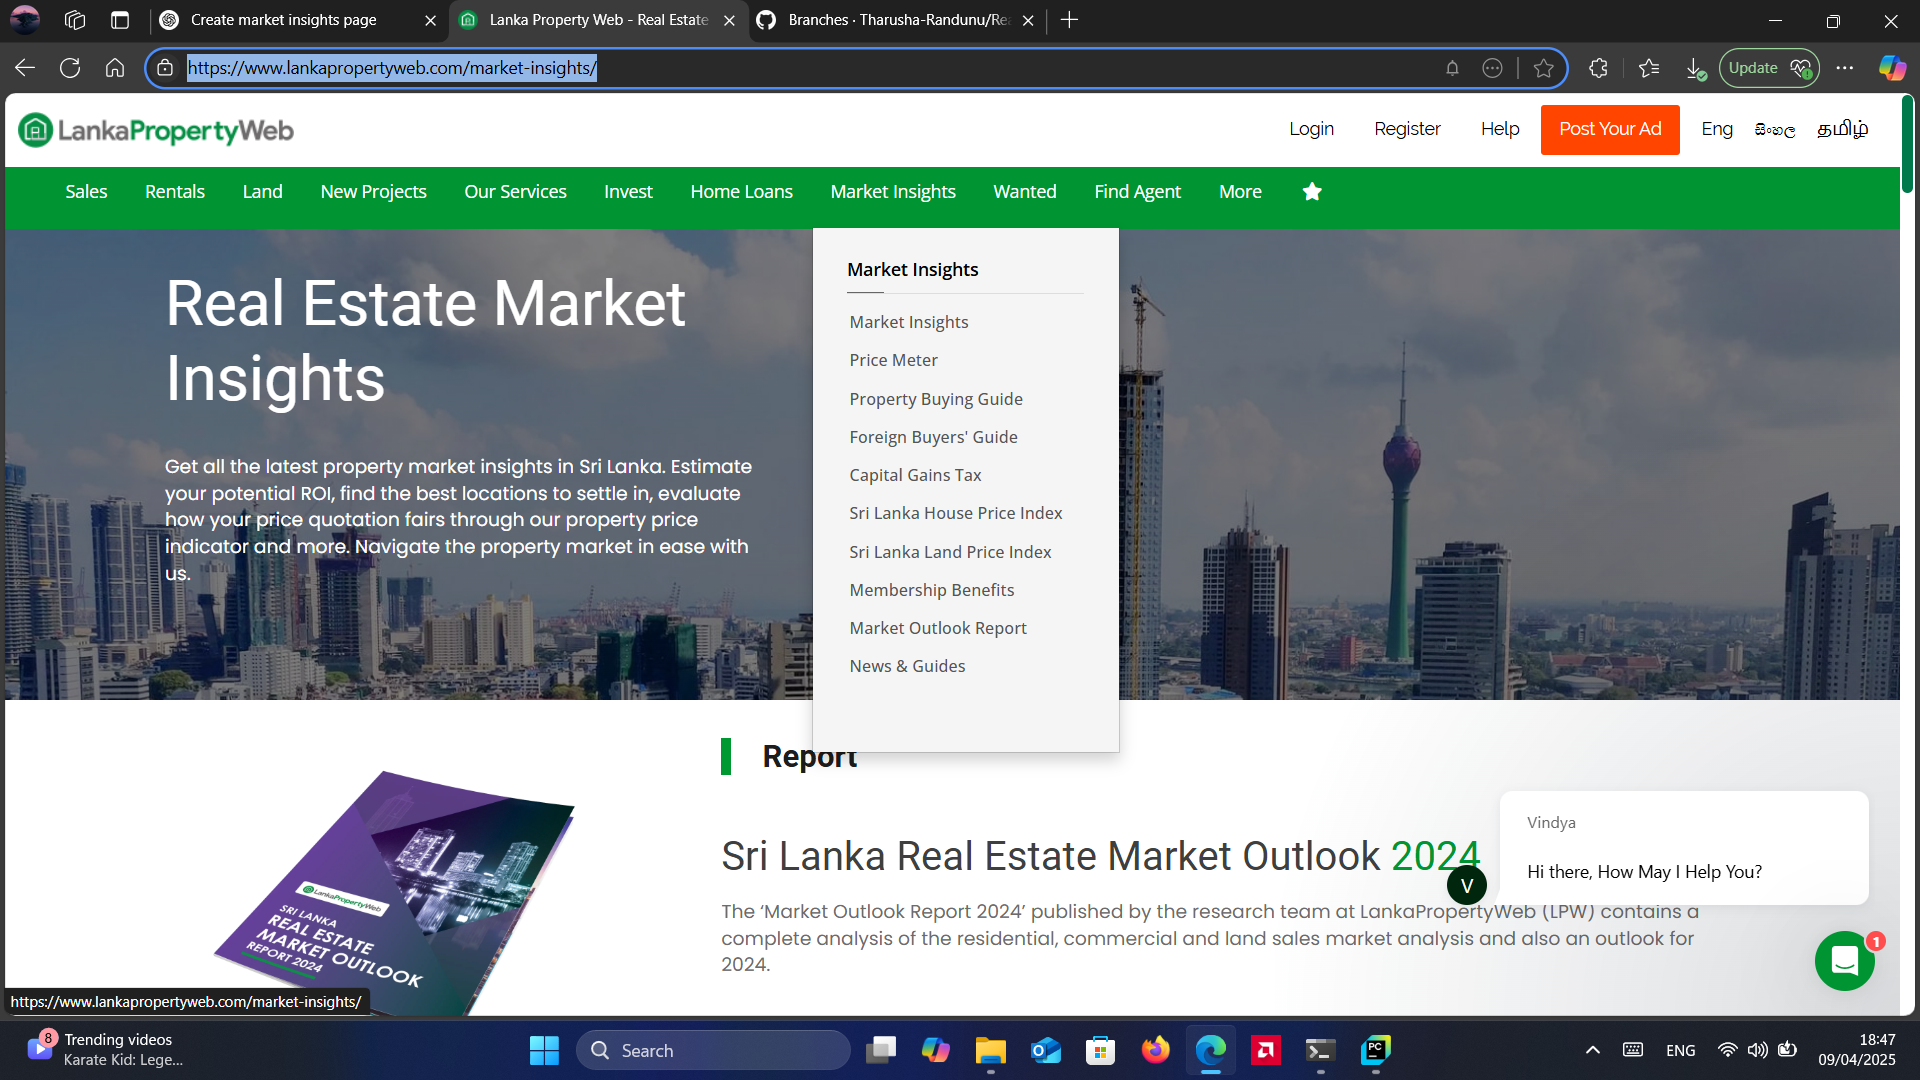 Create market insights page
Lanka Property Web - Real Estate
Branches · Tharusha-Randunu/Rea
https://www.lankapropertyweb.com/market-insights/
Update
LankaPropertyWeb
Login
Register
Help
Post Your Ad
Eng
සිංහල
தமிழ்
Sales
Rentals
Land
New Projects
Our Services
Invest
Home Loans
Market Insights
Wanted
Find Agent
More
Real Estate Market
Insights
Get all the latest property market insights in Sri Lanka. Estimate
your potential ROI, find the best locations to settle in, evaluate
how your price quotation fairs through our property price
indicator and more. Navigate the property market in ease with
us.
Market Insights
Market Insights
Price Meter
Property Buying Guide
Foreign Buyers' Guide
Capital Gains Tax
Sri Lanka House Price Index
Sri Lanka Land Price Index
Membership Benefits
Market Outlook Report
News & Guides
Report
LankaPropertyWeb
SRI LANKA
REAL ESTATE
MARKET OUTLOOK
REPORT 2024
Sri Lanka Real Estate Market Outlook 2024
The ‘Market Outlook Report 2024’ published by the research team at LankaPropertyWeb (LPW) contains a
complete analysis of the residential, commercial and land sales market analysis and also an outlook for
2024.
Vindya
Hi there, How May I Help You?
V
1
https://www.lankapropertyweb.com/market-insights/
8
Trending videos
Karate Kid: Lege...
Search
PC
ENG
18:47
09/04/2025